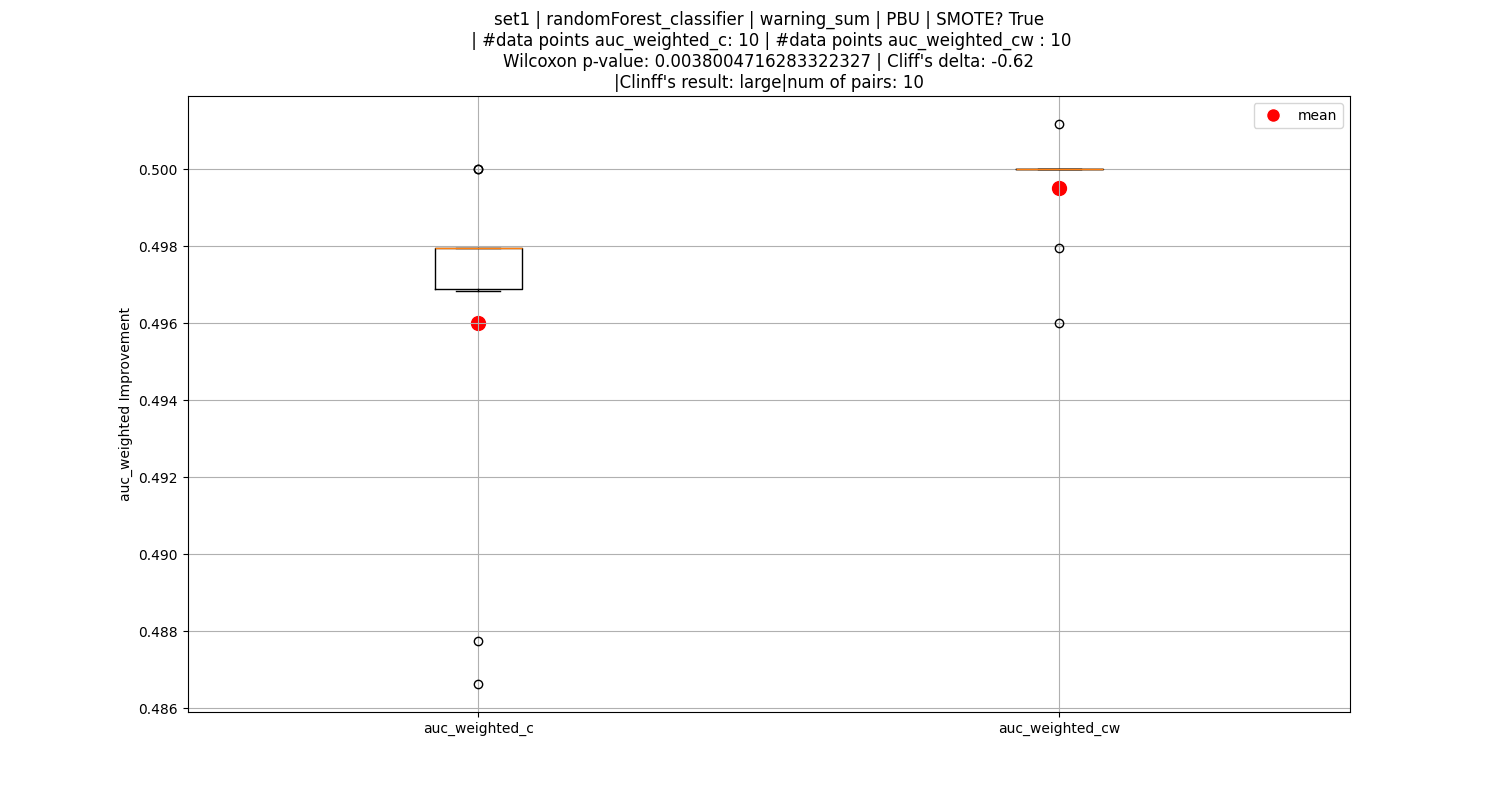 set1 | randomForest_classifier | warning_sum | PBU | SMOTE? True
| #data points auc_weighted_c: 10 | #data points auc_weighted_cw : 10
Wilcoxon p-value: 0.0038004716283322327 | Cliff's delta: -0.62
|Clinff's result: large|num of pairs: 10
mean
0.500
0.498
0.496
0.494
0.492
0.490
0.488
0.486
auc_weighted Improvement
auc_weighted_c
auc_weighted_cw